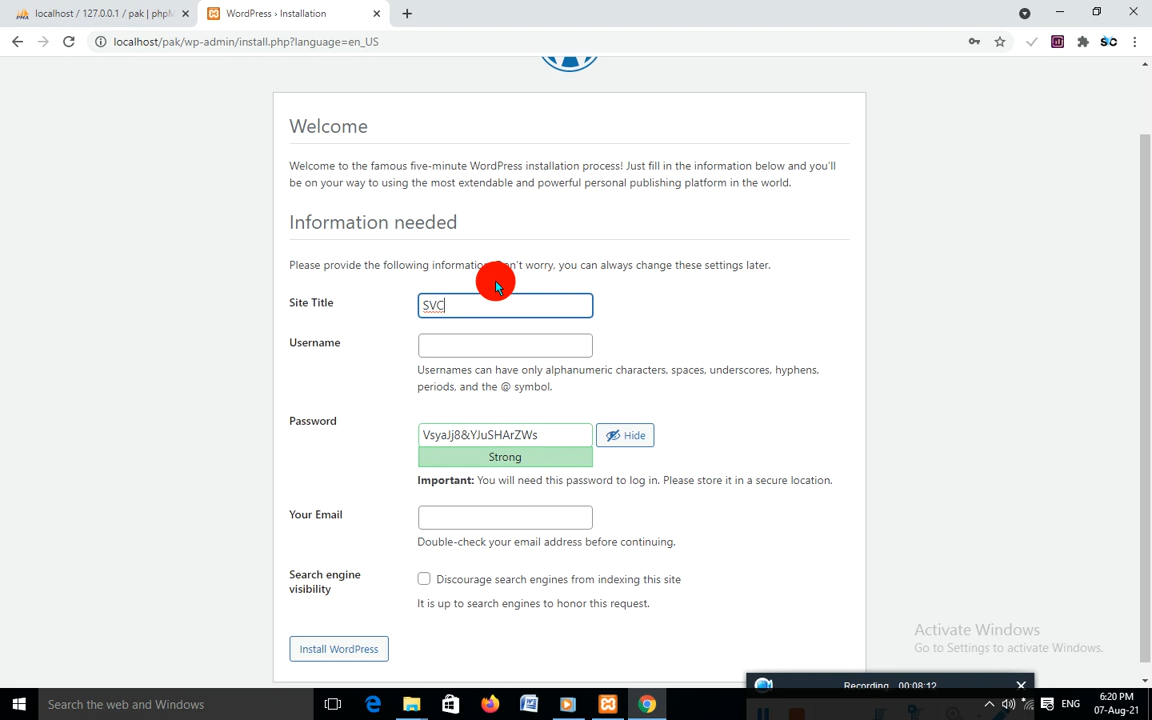 localhost / 127.0.0.1 / pak | phpM
WordPress › Installation
localhost/pak/wp-admin/install.php?language=en_US
Welcome
Welcome to the famous five-minute WordPress installation process! Just fill in the information below and you'll
be on your way to using the most extendable and powerful personal publishing platform in the world.
Information needed
Please provide the following information. Don't worry, you can always change these settings later.
Site Title
SVC
Username
Usernames can have only alphanumeric characters, spaces, underscores, hyphens,
periods, and the @ symbol.
Password
VsyaJj8&YJuSHArZWs
Hide
Strong
Important: You will need this password to log in. Please store it in a secure location.
Your Email
Double-check your email address before continuing.
Search engine
visibility
Discourage search engines from indexing this site
It is up to search engines to honor this request.
Install WordPress
Activate Windows
Go to Settings to activate Windows.
Recording 00:08:12
Search the web and Windows
ENG
6:20 PM
07-Aug-21